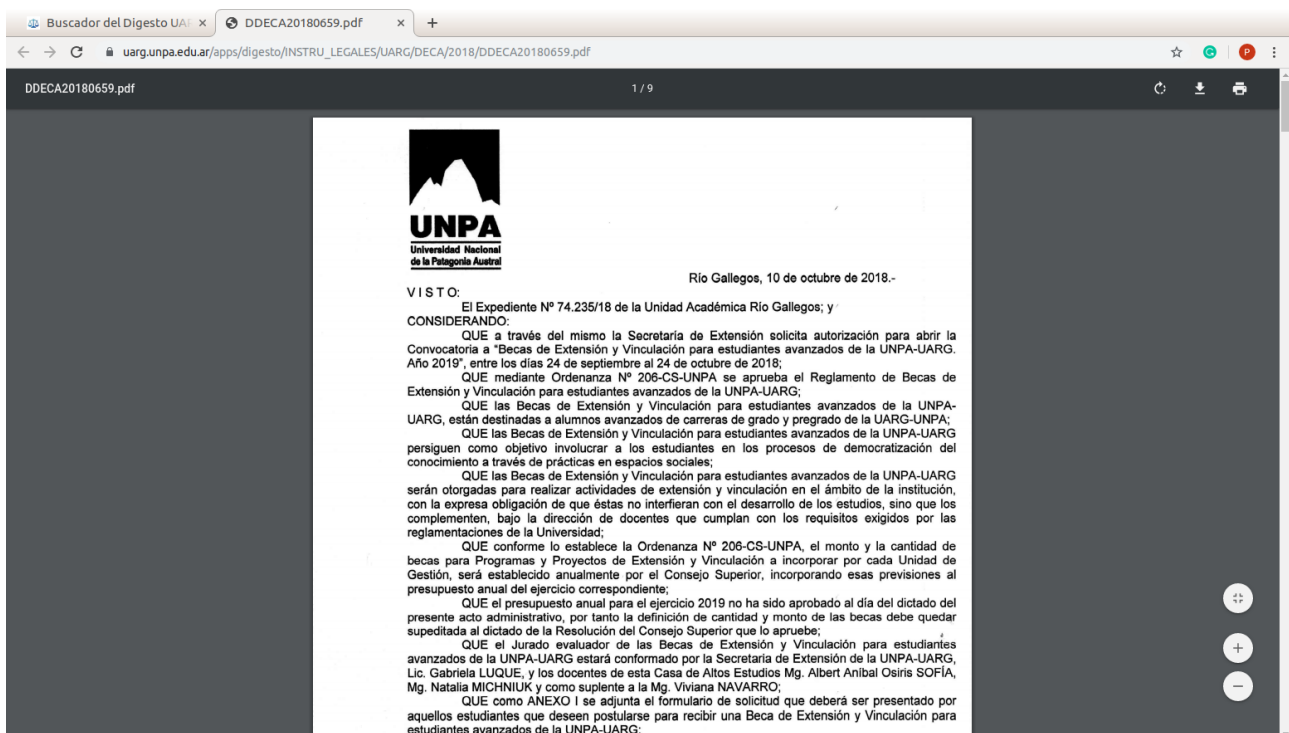 Buscador del Digesto UAR
DDECA20180659.pdf
uarg.unpa.edu.ar/apps/digesto/INSTRU_LEGALES/UARG/DECA/2018/DDECA20180659.pdf
P
DDECA20180659.pdf
1 / 9
UNPA
Universidad Nacional
de la Patagonia Austral
Río Gallegos, 10 de octubre de 2018.-
V I S T O:
El Expediente Nº 74.235/18 de la Unidad Académica Río Gallegos; y
CONSIDERANDO:
QUE a través del mismo la Secretaría de Extensión solicita autorización para abrir la
Convocatoria a "Becas de Extensión y Vinculación para estudiantes avanzados de la UNPA-UARG.
Año 2019", entre los días 24 de septiembre al 24 de octubre de 2018;
QUE mediante Ordenanza Nº 206-CS-UNPA se aprueba el Reglamento de Becas de
Extensión y Vinculación para estudiantes avanzados de la UNPA-UARG;
QUE las Becas de Extensión y Vinculación para estudiantes avanzados de la UNPA-
UARG, están destinadas a alumnos avanzados de carreras de grado y pregrado de la UARG-UNPA;
QUE las Becas de Extensión y Vinculación para estudiantes avanzados de la UNPA-UARG
persiguen como objetivo involucrar a los estudiantes en los procesos de democratización del
conocimiento a través de prácticas en espacios sociales;
QUE las Becas de Extensión y Vinculación para estudiantes avanzados de la UNPA-UARG
serán otorgadas para realizar actividades de extensión y vinculación en el ámbito de la institución,
con la expresa obligación de que éstas no interfieran con el desarrollo de los estudios, sino que los
complementen, bajo la dirección de docentes que cumplan con los requisitos exigidos por las
reglamentaciones de la Universidad;
QUE conforme lo establece la Ordenanza Nº 206-CS-UNPA, el monto y la cantidad de
becas para Programas y Proyectos de Extensión y Vinculación a incorporar por cada Unidad de
Gestión, será establecido anualmente por el Consejo Superior, incorporando esas previsiones al
presupuesto anual del ejercicio correspondiente;
QUE el presupuesto anual para el ejercicio 2019 no ha sido aprobado al día del dictado del
presente acto administrativo, por tanto la definición de cantidad y monto de las becas debe quedar
supeditada al dictado de la Resolución del Consejo Superior que lo apruebe;
QUE el Jurado evaluador de las Becas de Extensión y Vinculación para estudiantes
avanzados de la UNPA-UARG estará conformado por la Secretaria de Extensión de la UNPA-UARG,
Lic. Gabriela LUQUE, y los docentes de esta Casa de Altos Estudios Mg. Albert Aníbal Osiris SOFÍA,
Mg. Natalia MICHNIUK y como suplente a la Mg. Viviana NAVARRO;
QUE como ANEXO I se adjunta el formulario de solicitud que deberá ser presentado por
aquellos estudiantes que deseen postularse para recibir una Beca de Extensión y Vinculación para
estudiantes avanzados de la UNPA-UARG;